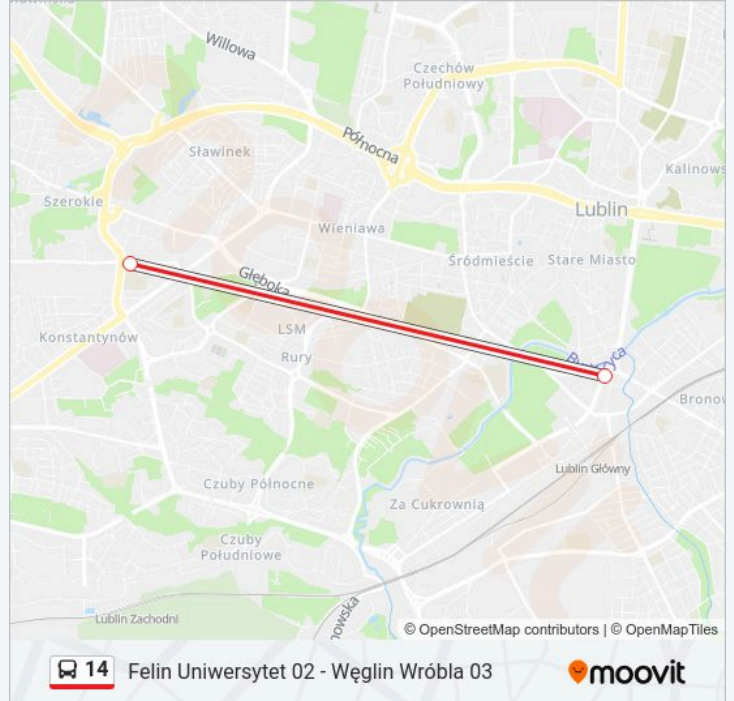 Willowa
Czechów
Południowy
Północna
Sławinek
Kalinows
Szerokie
Lublin
Wieniawa
Śródmieście
Stare Miasto
Głęboka
LSM
Konstantynów
Rury
Bronow
Lublin Główny
Czuby Północne
Za Cukrownią
Czuby
Południowe
Lublin Zachodni
nowska
© OpenStreetMap contributors | © OpenMapTiles
14 Felin Uniwersytet 02 - Węglin Wróbla 03
moovit